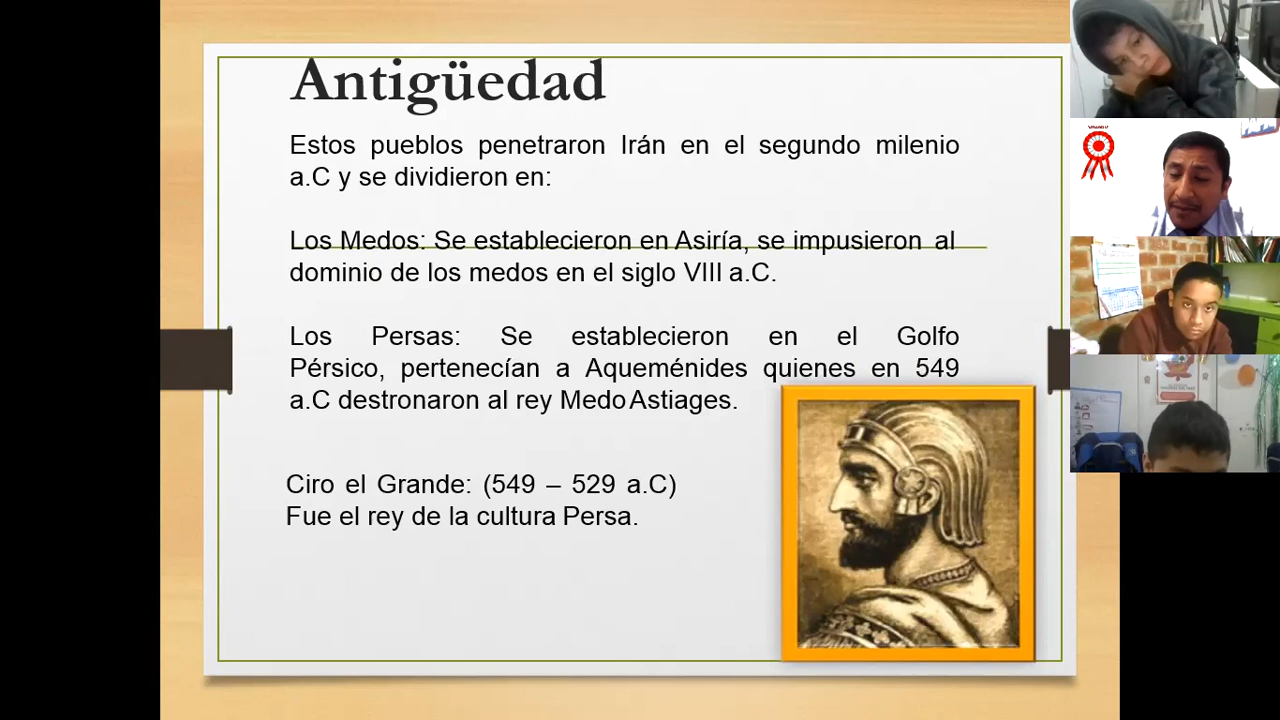 Antigüedad
Estos pueblos penetraron Irán en el segundo milenio
a.C y se dividieron en:
Los Medos: Se establecieron en Asiría, se impusieron al
dominio de los medos en el siglo VIII a.C.
Los Persas: Se establecieron en el Golfo
Pérsico, pertenecían a Aqueménides quienes en 549
a.C destronaron al rey Medo Astiages.
Ciro el Grande: (549 – 529 a.C)
Fue el rey de la cultura Persa.